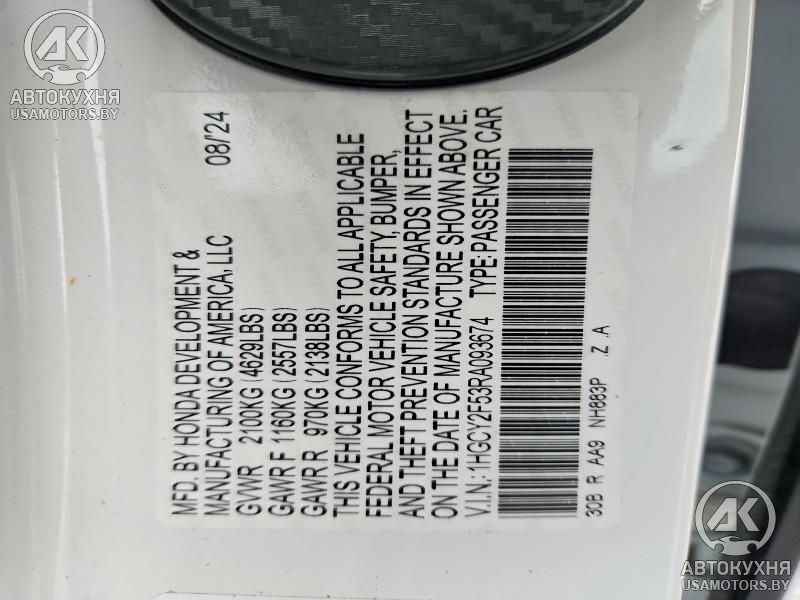 AK
АВТОКУХНЯ
USAMOTORS.BY
MFD. BY HONDA DEVELOPMENT &
MANUFACTURING OF AMERICA, LLC 08/'24
GVWR 2100KG (4629LBS)
GAWR F 1160KG (2557LBS)
GAWR R 970KG (2138LBS)
THIS VEHICLE CONFORMS TO ALL APPLICABLE
FEDERAL MOTOR VEHICLE SAFETY, BUMPER,
AND THEFT PREVENTION STANDARDS IN EFFECT
ON THE DATE OF MANUFACTURE SHOWN ABOVE.
V.I.N.: 1HGCY2F53RA093674 TYPE:PASSENGER CAR
30B R AA9 NH883P .Z .A
AK
АВТОКУХНЯ
USAMOTORS.BY